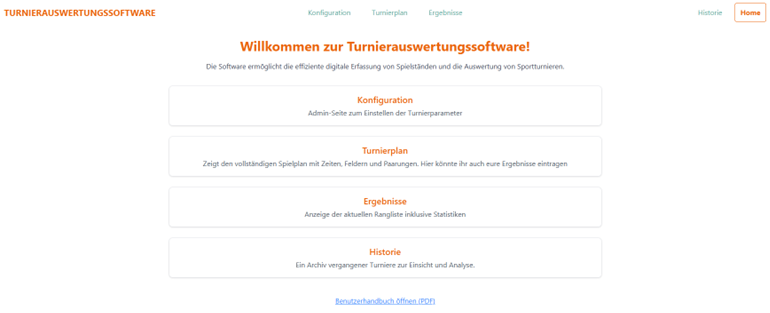 TURNIERAUSWERTUNGSSOFTWARE
Konfiguration
Turnierplan
Ergebnisse
Historie
Home
Willkommen zur Turnierauswertungssoftware!
Die Software ermöglicht die effiziente digitale Erfassung von Spielständen und die Auswertung von Sportturnieren.
Konfiguration
Admin-Seite zum Einstellen der Turnierparameter
Turnierplan
Zeigt den vollständigen Spielplan mit Zeiten, Feldern und Paarungen. Hier könnte ihr auch eure Ergebnisse eintragen
Ergebnisse
Anzeige der aktuellen Rangliste inklusive Statistiken
Historie
Ein Archiv vergangener Turniere zur Einsicht und Analyse.
Benutzerhandbuch öffnen (PDF)